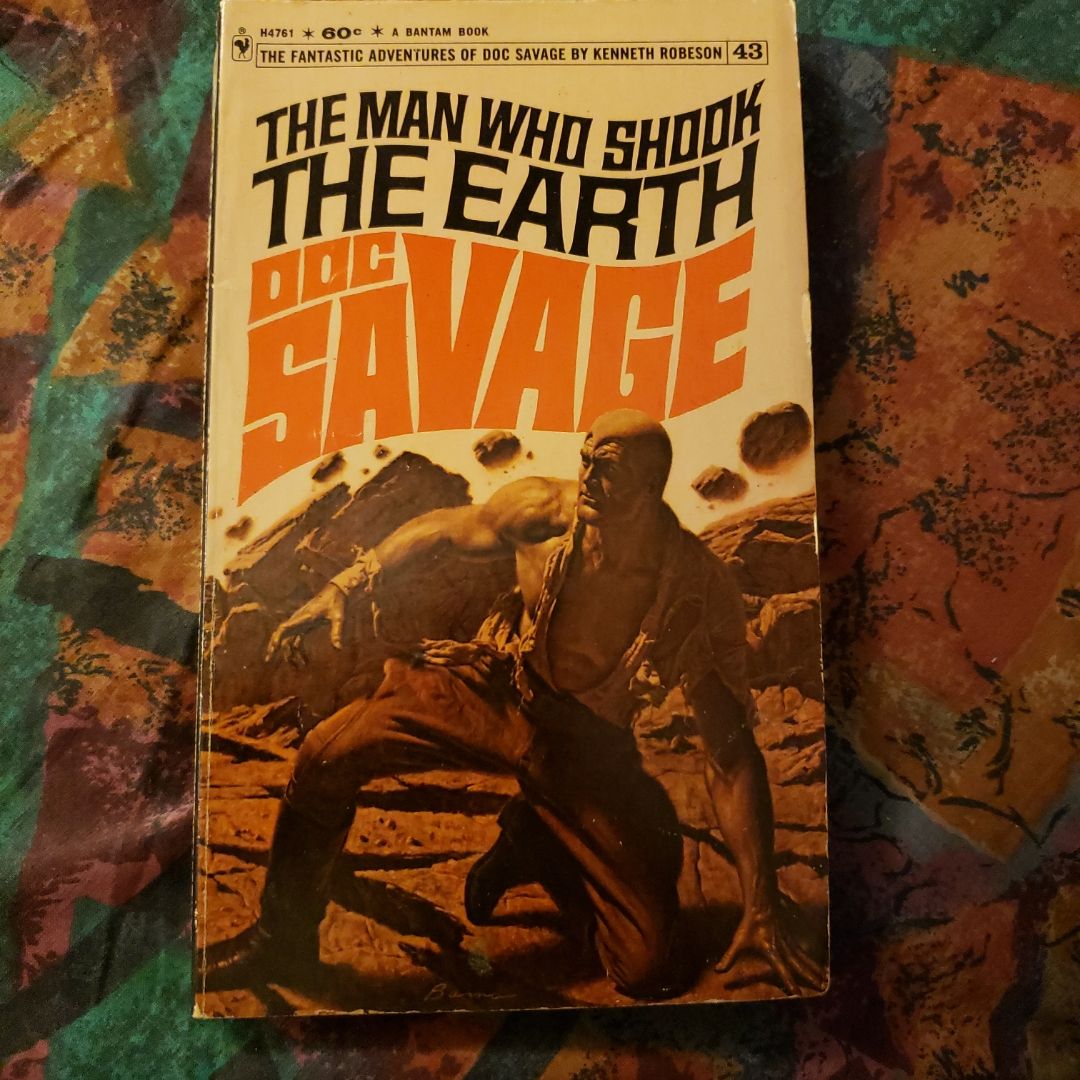 H4761 * 60c * A BANTAM BOOK
THE FANTASTIC ADVENTURES OF DOC SAVAGE BY KENNETH ROBESON 43
THE MAN WHO SHOOK
THE EARTH
DOC
SAVAGE